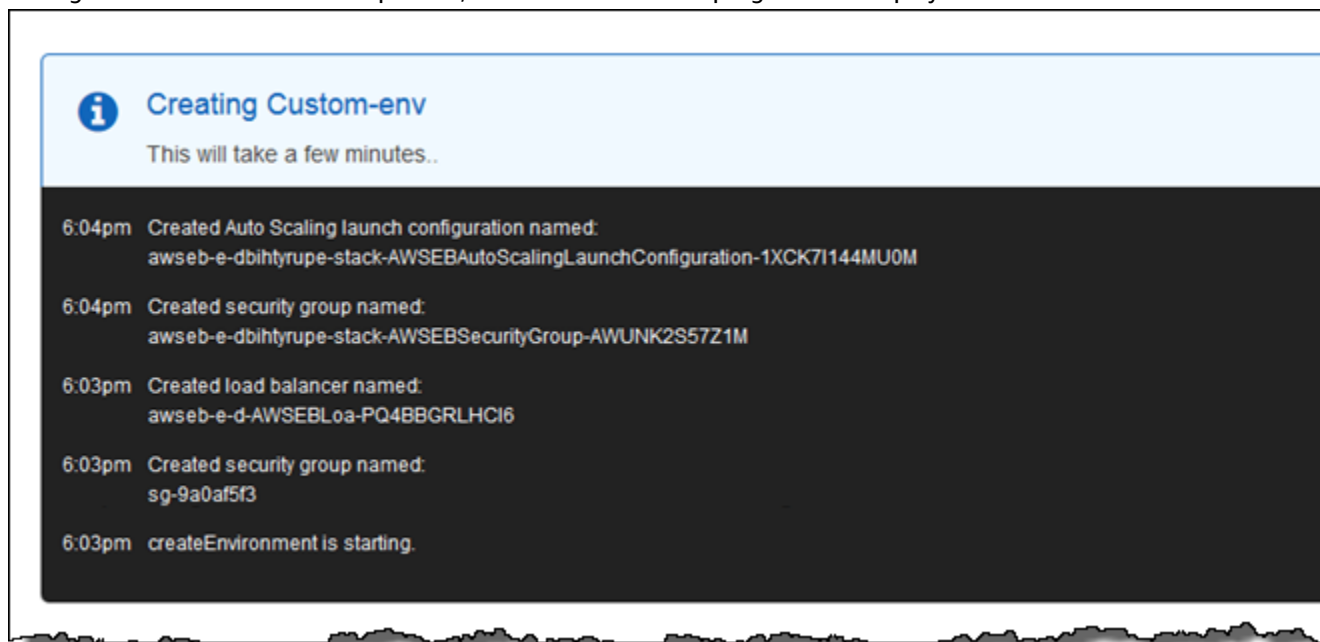 Creating Custom-env
This will take a few minutes..
6:04pm Created Auto Scaling launch configuration named:
awseb-e-dbihtyrupe-stack-AWSEBAutoScalingLaunchConfiguration-1XCK7I144MU0M
6:04pm Created security group named:
awseb-e-dbihtyrupe-stack-AWSEBSecurityGroup-AWUNK2S57Z1M
6:03pm Created load balancer named:
awseb-e-d-AWSEBLoa-PQ4BBGRLHCI6
6:03pm Created security group named:
sg-9a0af5f3
6:03pm createEnvironment is starting.